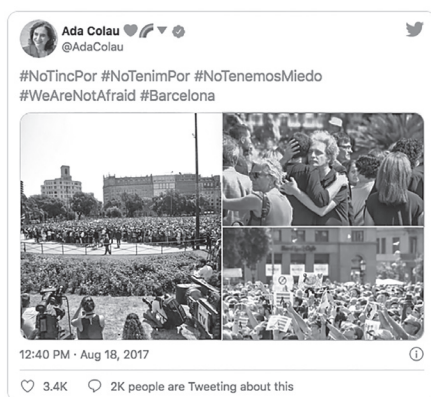 Ada Colau
@AdaColau
#NoTincPor #NoTenimPor #NoTenemosMiedo
#WeAreNotAfraid #Barcelona
12:40 PM · Aug 18, 2017
3.4K 2K people are Tweeting about this